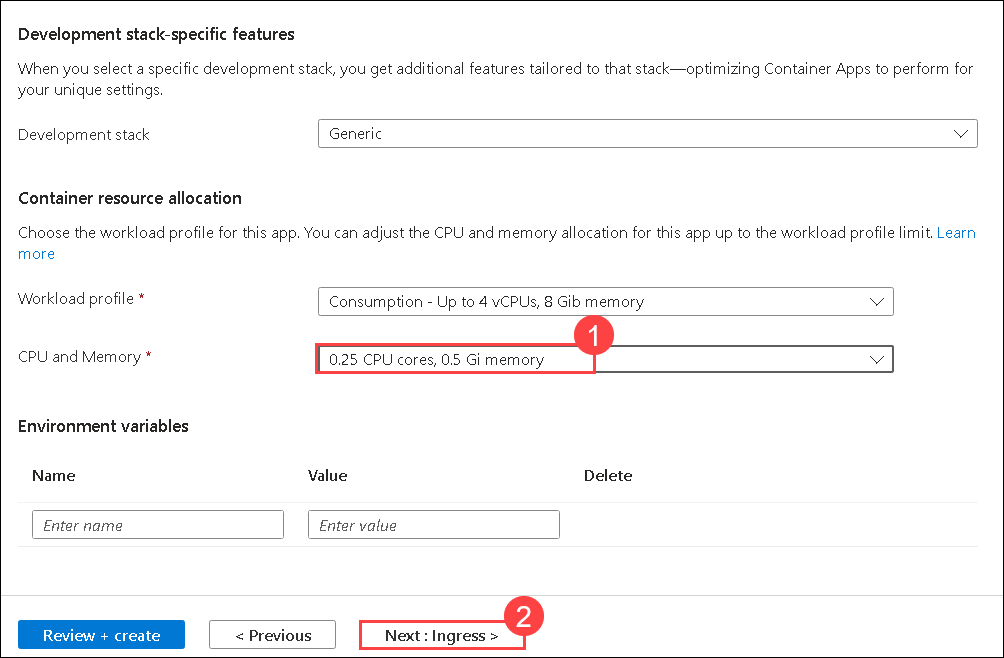 Development stack-specific features
When you select a specific development stack, you get additional features tailored to that stack—optimizing Container Apps to perform for
your unique settings.
Development stack
Generic
Container resource allocation
Choose the workload profile for this app. You can adjust the CPU and memory allocation for this app up to the workload profile limit. Learn
more
Workload profile *
Consumption - Up to 4 vCPUs, 8 Gib memory
1
CPU and Memory *
0.25 CPU cores, 0.5 Gi memory
Environment variables
Name Value Delete
Enter name Enter value
2
Review + create < Previous Next : Ingress >